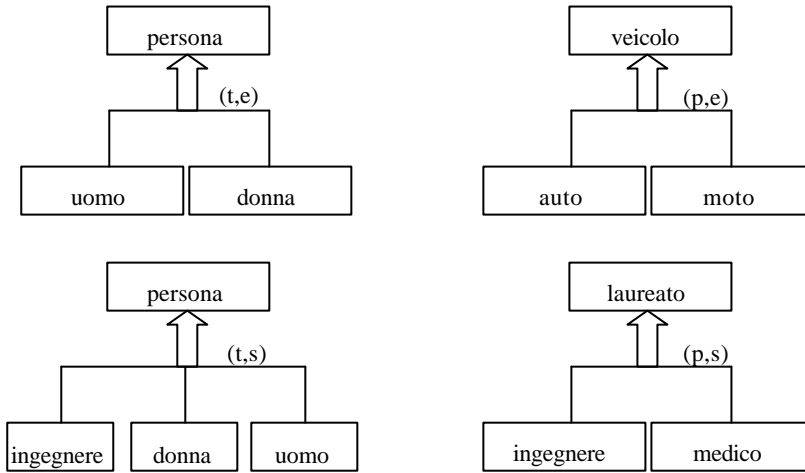 persona
(t,e)
uomo
donna
veicolo
(p,e)
auto
moto
persona
(t,s)
ingegnere
donna
uomo
laureato
(p,s)
ingegnere
medico